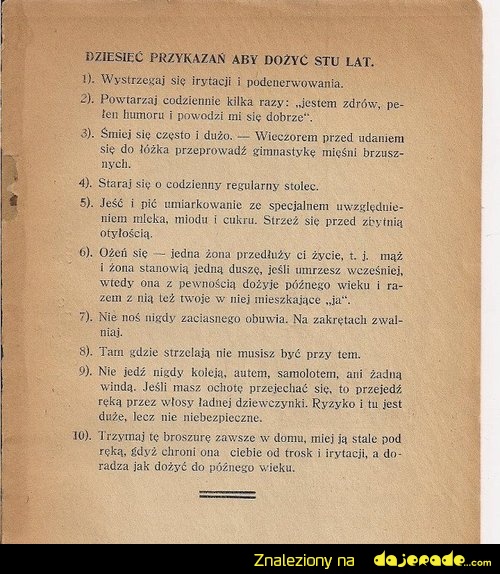 DZIESIĘĆ PRZYKAZAŃ ABY DOŻYĆ STU LAT.
1). Wystrzegaj się irytacji i podenerwowania.
2). Powtarzaj codziennie kilka razy: „jestem zdrów, pe-
łen humoru i powodzi mi się dobrze".
3). Śmiej się często i dużo. — Wieczorem przed udaniem
się do łóżka przeprowadź gimnastykę mięśni brzusz-
nych.
4). Staraj się o codzienny regularny stolec.
5). Jeść i pić umiarkowanie ze specjalnem uwzględnie-
niem mleka, miodu i cukru. Strzeż się przed zbytnią
otyłością.
6). Ożeń się — jedna żona przedłuży ci życie, t. j. mąż
i żona stanowią jedną duszę, jeśli umrzesz wcześniej,
wtedy ona z pewnością dożyje późnego wieku i ra-
zem z nią też twoje w niej mieszkające „ja".
7). Nie noś nigdy zaciasnego obuwia. Na zakrętach zwal-
niaj.
8). Tam gdzie strzelają nie musisz być przy tem.
9). Nie jedź nigdy koleją, autem, samolotem, ani żadną
windą. Jeśli masz ochotę przejechać się, to przejedź
ręką przez włosy ładnej dziewczynki. Ryzyko i tu jest
duże, lecz nie niebezpieczne.
10). Trzymaj tę broszurę zawsze w domu, miej ją stale pod
ręką, gdyż chroni ona ciebie od trosk i irytacji, a do-
radza jak dożyć do późnego wieku.
Znaleziony na dajerade.com